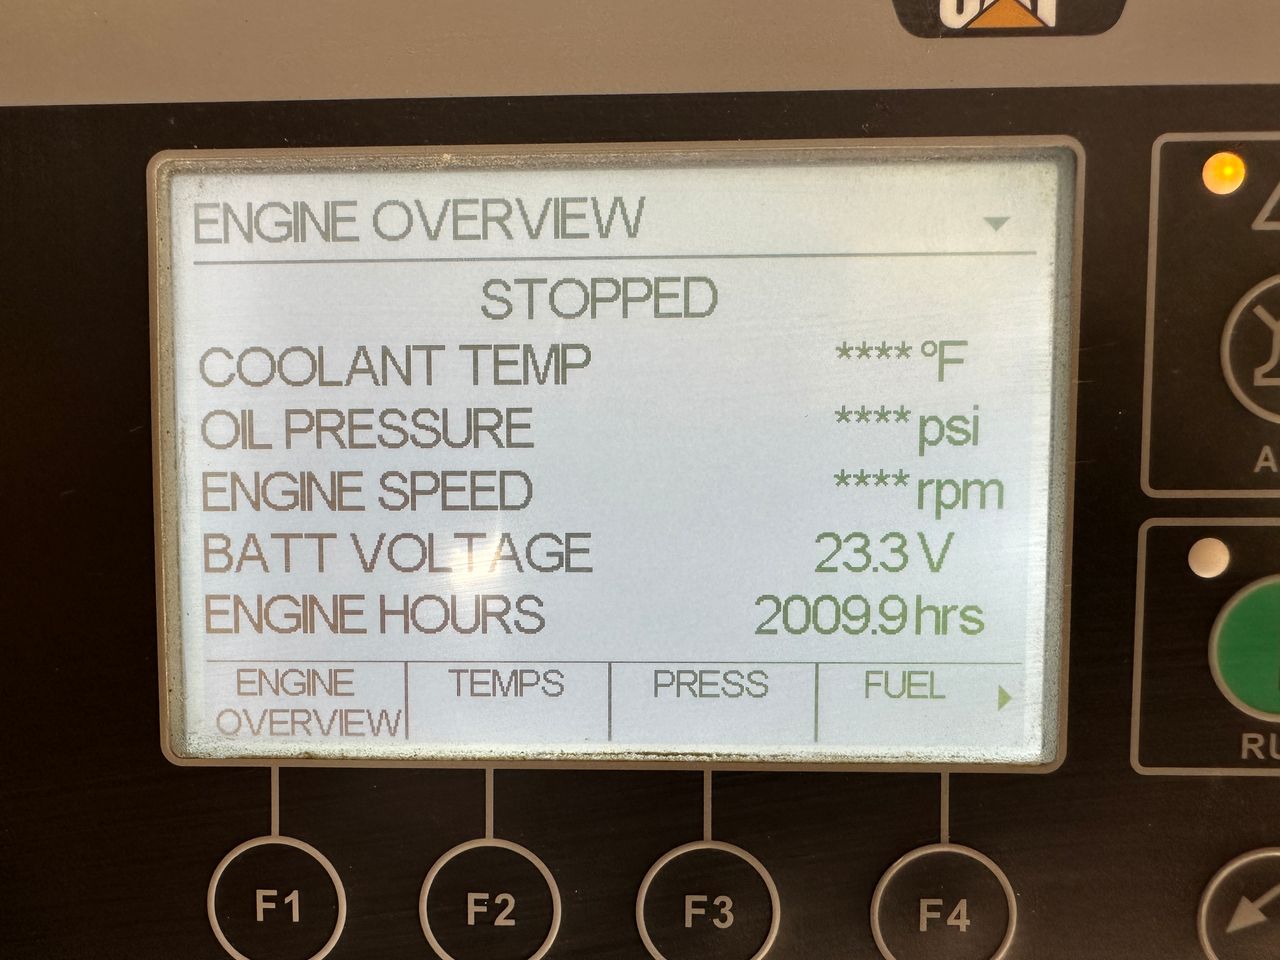 CAT
ENGINE OVERVIEW
STOPPED
COOLANT TEMP ****°F
OIL PRESSURE ****psi
ENGINE SPEED ****rpm
BATT VOLTAGE 23.3 V
ENGINE HOURS 2009.9 hrs
ENGINE OVERVIEW TEMPS PRESS FUEL
F1 F2 F3 F4